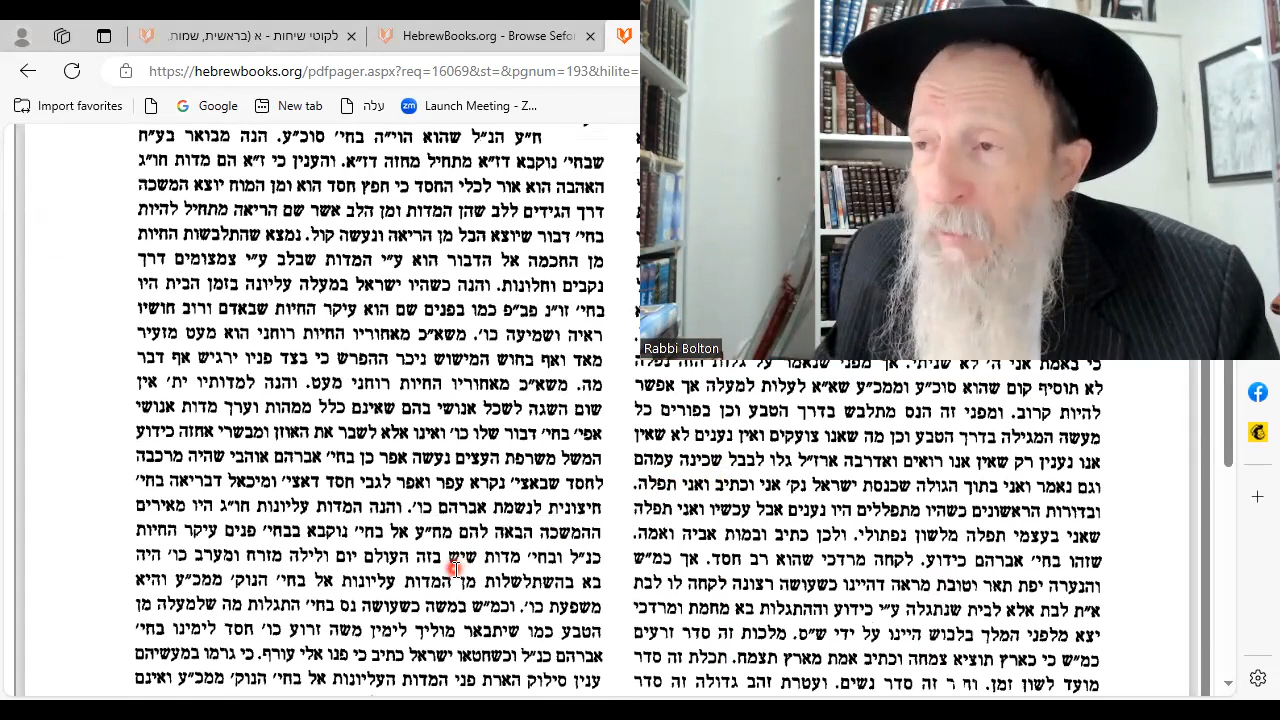 לקוטי שיחות - א (בראשית, שמות,
HebrewBooks.org - Browse Sefor
https://hebrewbooks.org/pdfpager.aspx?req=16069&st=&pgnum=193&hilite=
Import favorites
Google
New tab
עלה
Launch Meeting - Z...
Rabbi Bolton
כי באמת אני ה' לא שניתי. אך מפני שנאמר על גלות הזה נפלה
לא תוסיף קום שהוא סוכ״ע וממכ״ע שא״א לעלות למעלה אך אפשר
להיות קרוב. ומפני זה הנס מתלבש בדרך הטבע וכן בפורים כל
מעשה המגילה בדרך הטבע וכן מה שאנו צועקים ואין נענים לא שאין
אנו נענין רק שאין אנו רואים ואדרבה ארז״ל גלו לבבל שכינה עמהם
וגם נאמר ואני בתוך הגולה שכנסת ישראל נק' אני וכתיב ואני תפלה.
ובדורות הראשונים כשהיו מתפללים היו נענים אבל עכשיו ואני תפלה
שאני בעצמי תפלה מלשון נפתולי. ולכן כתיב ובמות אביה ואמה.
שזהו בחי' אברהם כידוע. לקחה מרדכי שהוא רב חסד. אך כמ״ש
והנערה יפת תאר וטובת מראה דהיינו כשעושה רצונה לקחה לו לבת
א״ת לבת אלא לבית שנתגלה ע״י כידוע וההתגלות בא מחמת ומרדכי
יצא מלפני המלך בלבוש היינו על ידי ש״ס. מלכות זה סדר זרעים
כמ״ש כי כארץ תוציא צמחה וכתיב אמת מארץ תצמח. תכלת זה סדר
מועד לשון זמן. זה סדר נשים. ועטרת זהב גדולה זה סדר
ח״ע הנ״ל שהוא הוי״ה בחי' סוכ״ע. הנה מבואר בע״ח
שבחי' נוקבא דז״א מתחיל מחזה דז״א. והענין כי ז״א הם מדות חו״ג
האהבה הוא אור לכלי החסד כי חפץ חסד הוא ומן המוח יוצא המשכה
דרך הגידים ללב שהן המדות ומן הלב אשר שם הריאה מתחיל להיות
בחי' דבור שיוצא הבל מן הריאה ונעשה קול. נמצא שהתלבשות החיות
מן החכמה אל הדבור הוא ע״י המדות שבלב ע״י צמצומים דרך
נקבים וחלונות. והנה כשהיו ישראל במעלה עליונה בזמן הבית היו
בחי' זו״נ פב״פ כמו בפנים שם הוא עיקר החיות שבאדם ורוב חושיו
ראיה ושמיעה כו'. משא״כ מאחוריו החיות רוחני הוא מעט מזעיר
מאד ואף בחוש המישוש ניכר ההפרש כי בצד פניו ירגיש אף דבר
מה. משא״כ מאחוריו החיות רוחני מעט. והנה למדותיו ית' אין
שום השגה לשכל אנושי בהם שאינם כלל ממהות וערך מדות אנושי
אפי' בחי' דבור שלו כו' ואינו אלא לשבר את האוזן ומבשרי אחזה כידוע
המשל משרפת העצים נעשה אפר כן בחי' אברהם אוהבי שהיה מרכבה
לחסד שבאצי' נקרא עפר ואפר לגבי חסד דאצי' ומיכאל דבריאה בחי'
חיצונית לנשמת אברהם כו'. והנה המדות עליונות חו״ג היו מאירים
ההמשכה הבאה להם מח״ע אל בחי' נוקבא בבחי' פנים עיקר החיות
כנ״ל ובחי' מדות שיש בזה העולם יום ולילה מזרח ומערב כו' היה
בא בהשתלשלות מן המדות עליונות אל בחי' הנוק' ממכ״ע והיא
משפעת כו'. וכמ״ש במשה כשעושה נס בחי' התגלות מה שלמעלה מן
הטבע כמו שיתבאר מוליך לימין משה זרוע כו' חסד לימינו בחי'
אברהם כנ״ל וכשחטאו ישראל כתיב כי פנו אלי עורף. כי גרמו במעשיהם
ענין סילוק הארת פני המדות העליונות אל בחי' הנוק' ממכ״ע ואינם